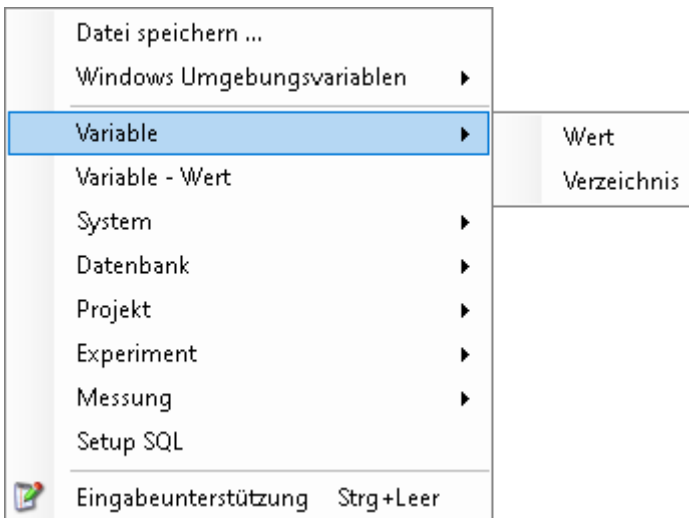 Datei speichern ...
Windows Umgebungsvariablen
Variable
Wert
Variable - Wert
Verzeichnis
System
Datenbank
Projekt
Experiment
Messung
Setup SQL
Eingabeunterstützung Strg+Leer